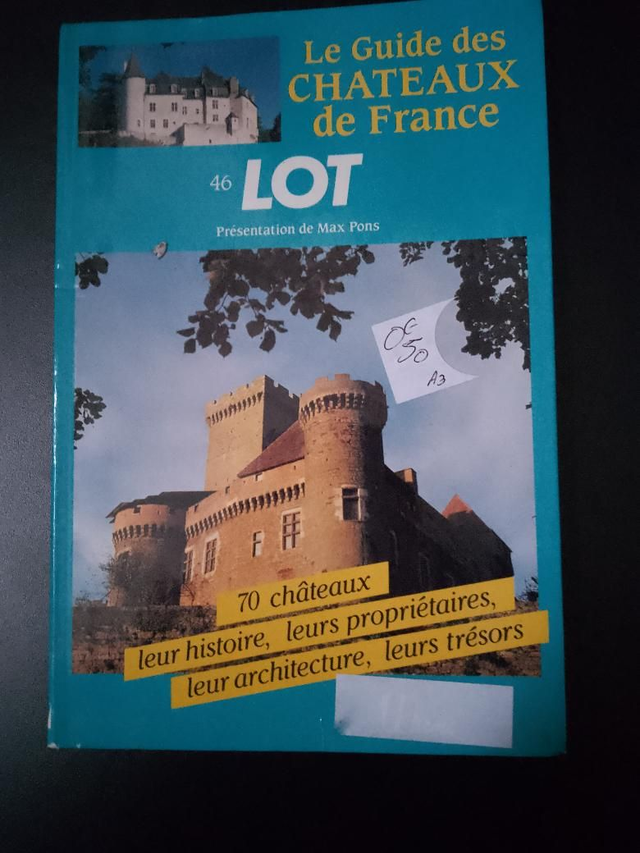 Le Guide des
CHATEAUX
de France
46 LOT
Présentation de Max Pons
0€
50
A3
70 châteaux
leur histoire, leurs propriétaires,
leur architecture, leurs trésors